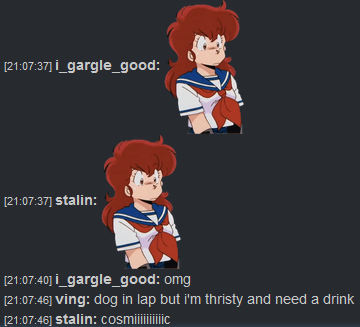 [21:07:37] i_gargle_good:
[21:07:37] stalin:
[21:07:40] i_gargle_good: omg
[21:07:46] ving: dog in lap but i'm thristy and need a drink
[21:07:46] stalin: cosmiiiiiiiiiic